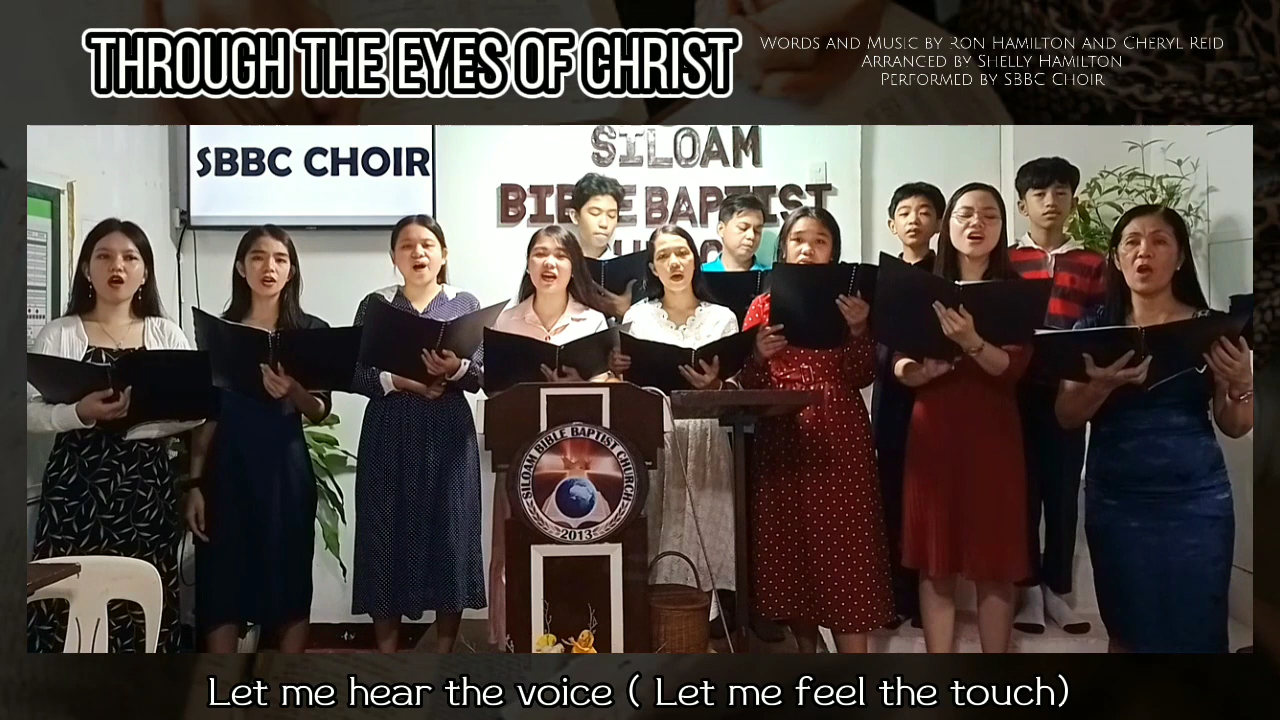 THROUGH THE EYES OF CHRIST
Words and Music by Ron Hamilton and Cheryl Reid
Arranged by Shelly Hamilton
Performed by SBBC Choir
SBBC CHOIR
SILOAM
BIBLE BAPTIST
SILOAM BIBLE BAPTIST CHURCH
2013
Let me hear the voice ( Let me feel the touch)